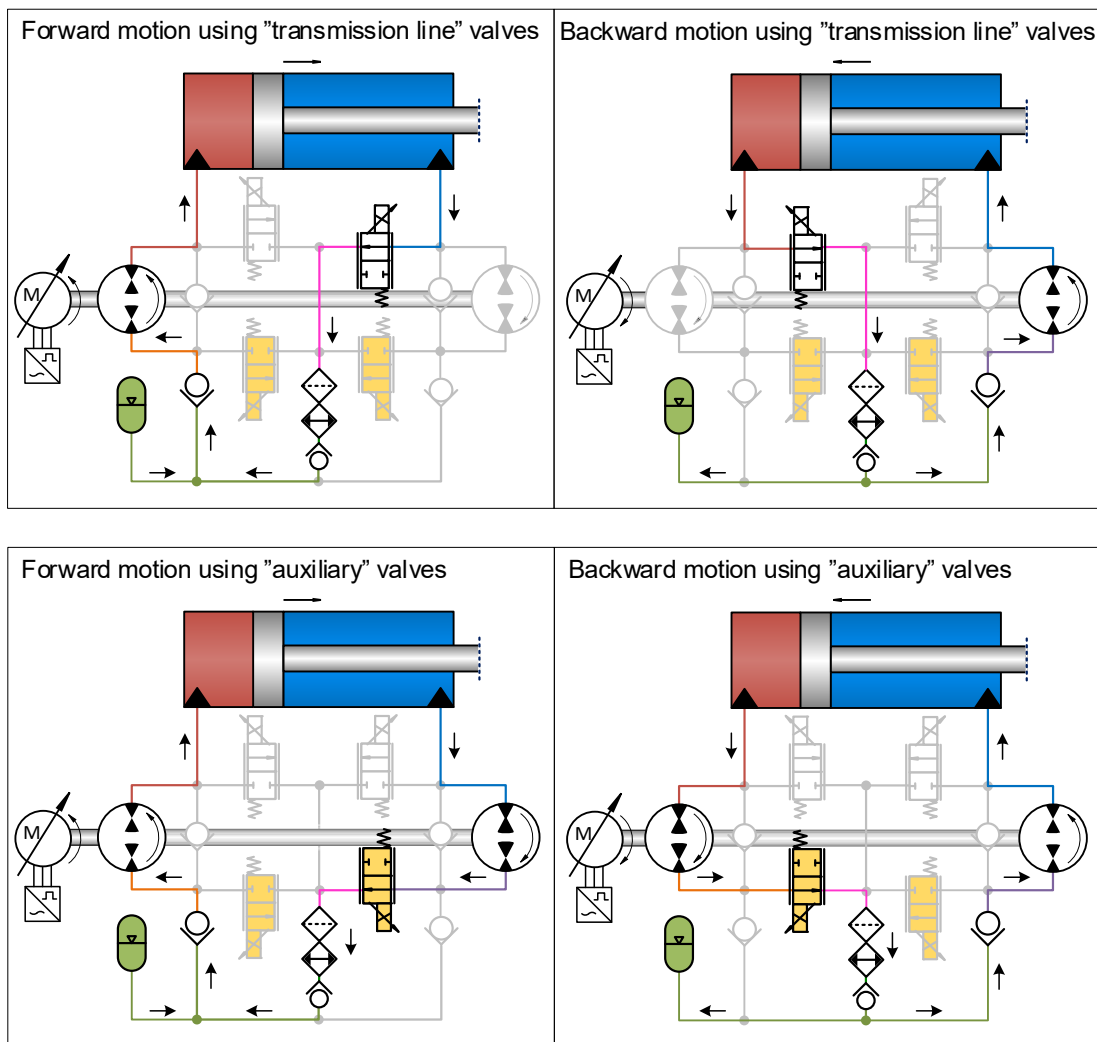 Forward motion using ”transmission line” valves
Backward motion using ”transmission line” valves
M
M
Forward motion using ”auxiliary” valves
Backward motion using ”auxiliary” valves
M
M